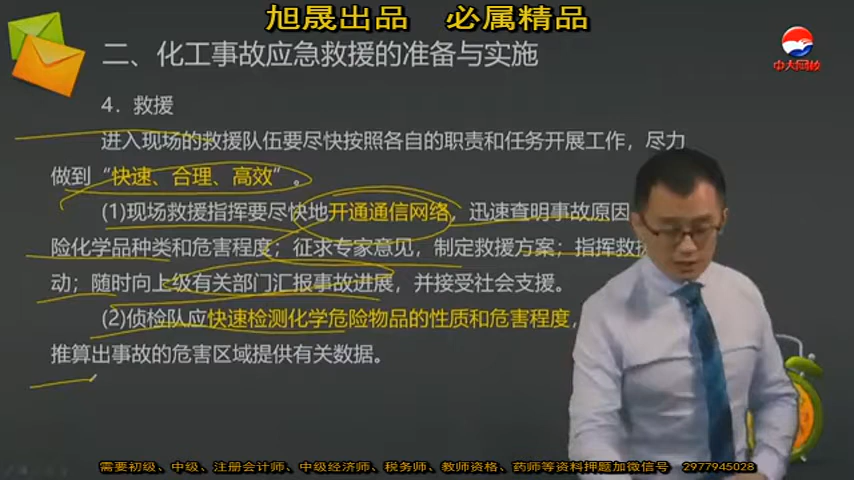 旭晟出品 必属精品
二、化工事故应急救援的准备与实施
中大网校
4．救援
进入现场的救援队伍要尽快按照各自的职责和任务开展工作，尽力
做到“快速、合理、高效”。
(1)现场救援指挥要尽快地开通通信网络，迅速查明事故原因
险化学品种类和危害程度；征求专家意见，制定救援方案；指挥救
动；随时向上级有关部门汇报事故进展，并接受社会支援。
(2)侦检队应快速检测化学危险物品的性质和危害程度，
推算出事故的危害区域提供有关数据。
需要初级、中级、注册会计师、中级经济师、税务师、教师资格、药师等资料押题加微信号 2977945028